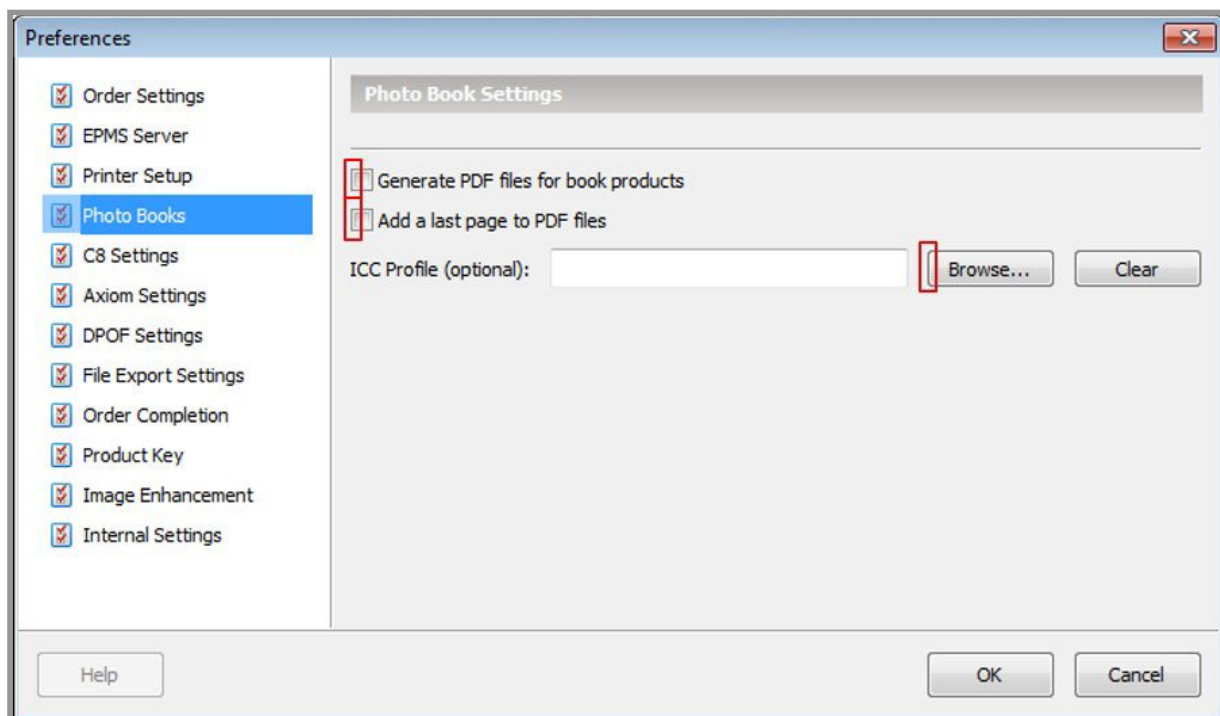 Preferences
Order Settings
EPMS Server
Printer Setup
Photo Books
C8 Settings
Axiom Settings
DPOF Settings
File Export Settings
Order Completion
Product Key
Image Enhancement
Internal Settings
Photo Book Settings
Generate PDF files for book products
Add a last page to PDF files
ICC Profile (optional): Browse... Clear
Help OK Cancel